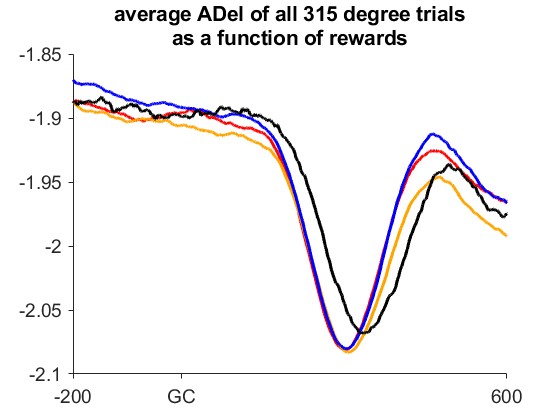 average ADel of all 315 degree trials
as a function of rewards
-1.85
-1.9
-1.95
-2
-2.05
-2.1
-200
GC
600